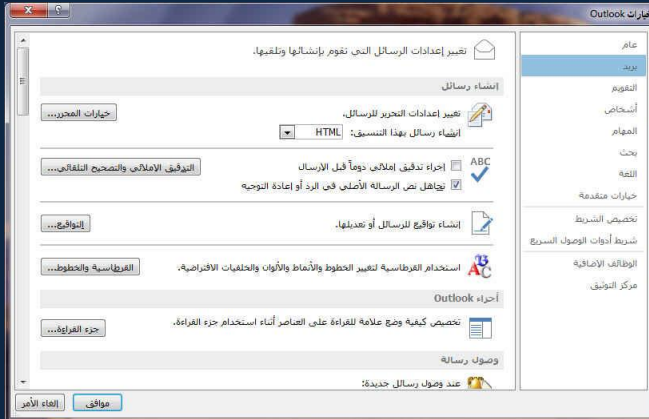 خيارات Outlook
عام
بريد
التقويم
أشخاص
المهام
بحث
اللغة
خيارات متقدمة
تخصيص الشريط
شريط أدوات الوصول السريع
الوظائف الإضافية
مركز التوثيق
تغيير إعدادات الرسائل التي تقوم بإنشائها وتلقيها.
إنشاء رسائل
تغيير إعدادات التحرير للرسائل.
خيارات المحرر...
إنشاء رسائل بهذا التنسيق: HTML
ABC
إجراء تدقيق إملائي دوماً قبل الإرسال
التدقيق الإملائي والتصحيح التلقائي...
تجاهل نص الرسالة الأصلي في الرد أو إعادة التوجيه
إنشاء تواقيع للرسائل أو تعديلها.
التواقيع...
استخدام القرطاسية لتغيير الخطوط والأنماط والألوان والخلفيات الافتراضية.
القرطاسية والخطوط...
أجزاء Outlook
تخصيص كيفية وضع علامة للقراءة على العناصر أثناء استخدام جزء القراءة.
جزء القراءة...
وصول رسالة
عند وصول رسائل جديدة:
موافق
إلغاء الأمر